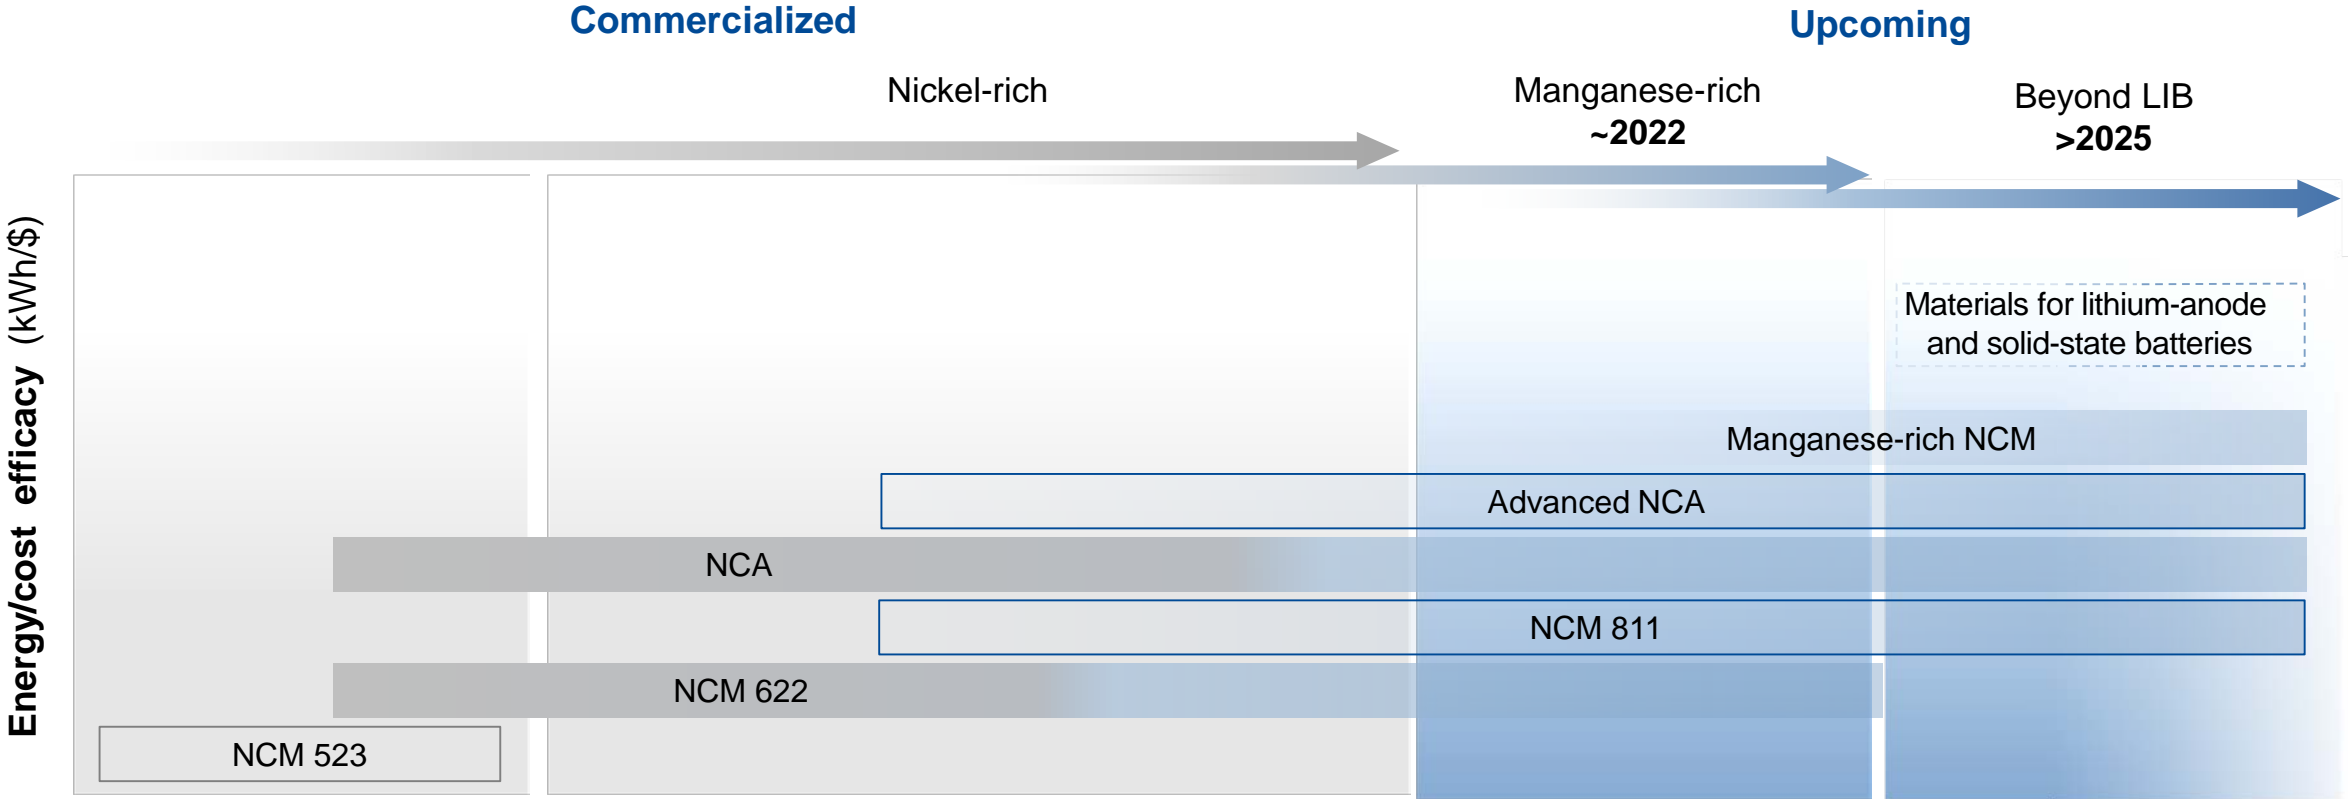 Commercialized
Upcoming
Nickel-rich
Manganese-rich
~2022
Beyond LIB
>2025
Energy/cost efficacy (kWh/$)
Materials for lithium-anode
and solid-state batteries
Manganese-rich NCM
Advanced NCA
NCA
NCM 811
NCM 622
NCM 523